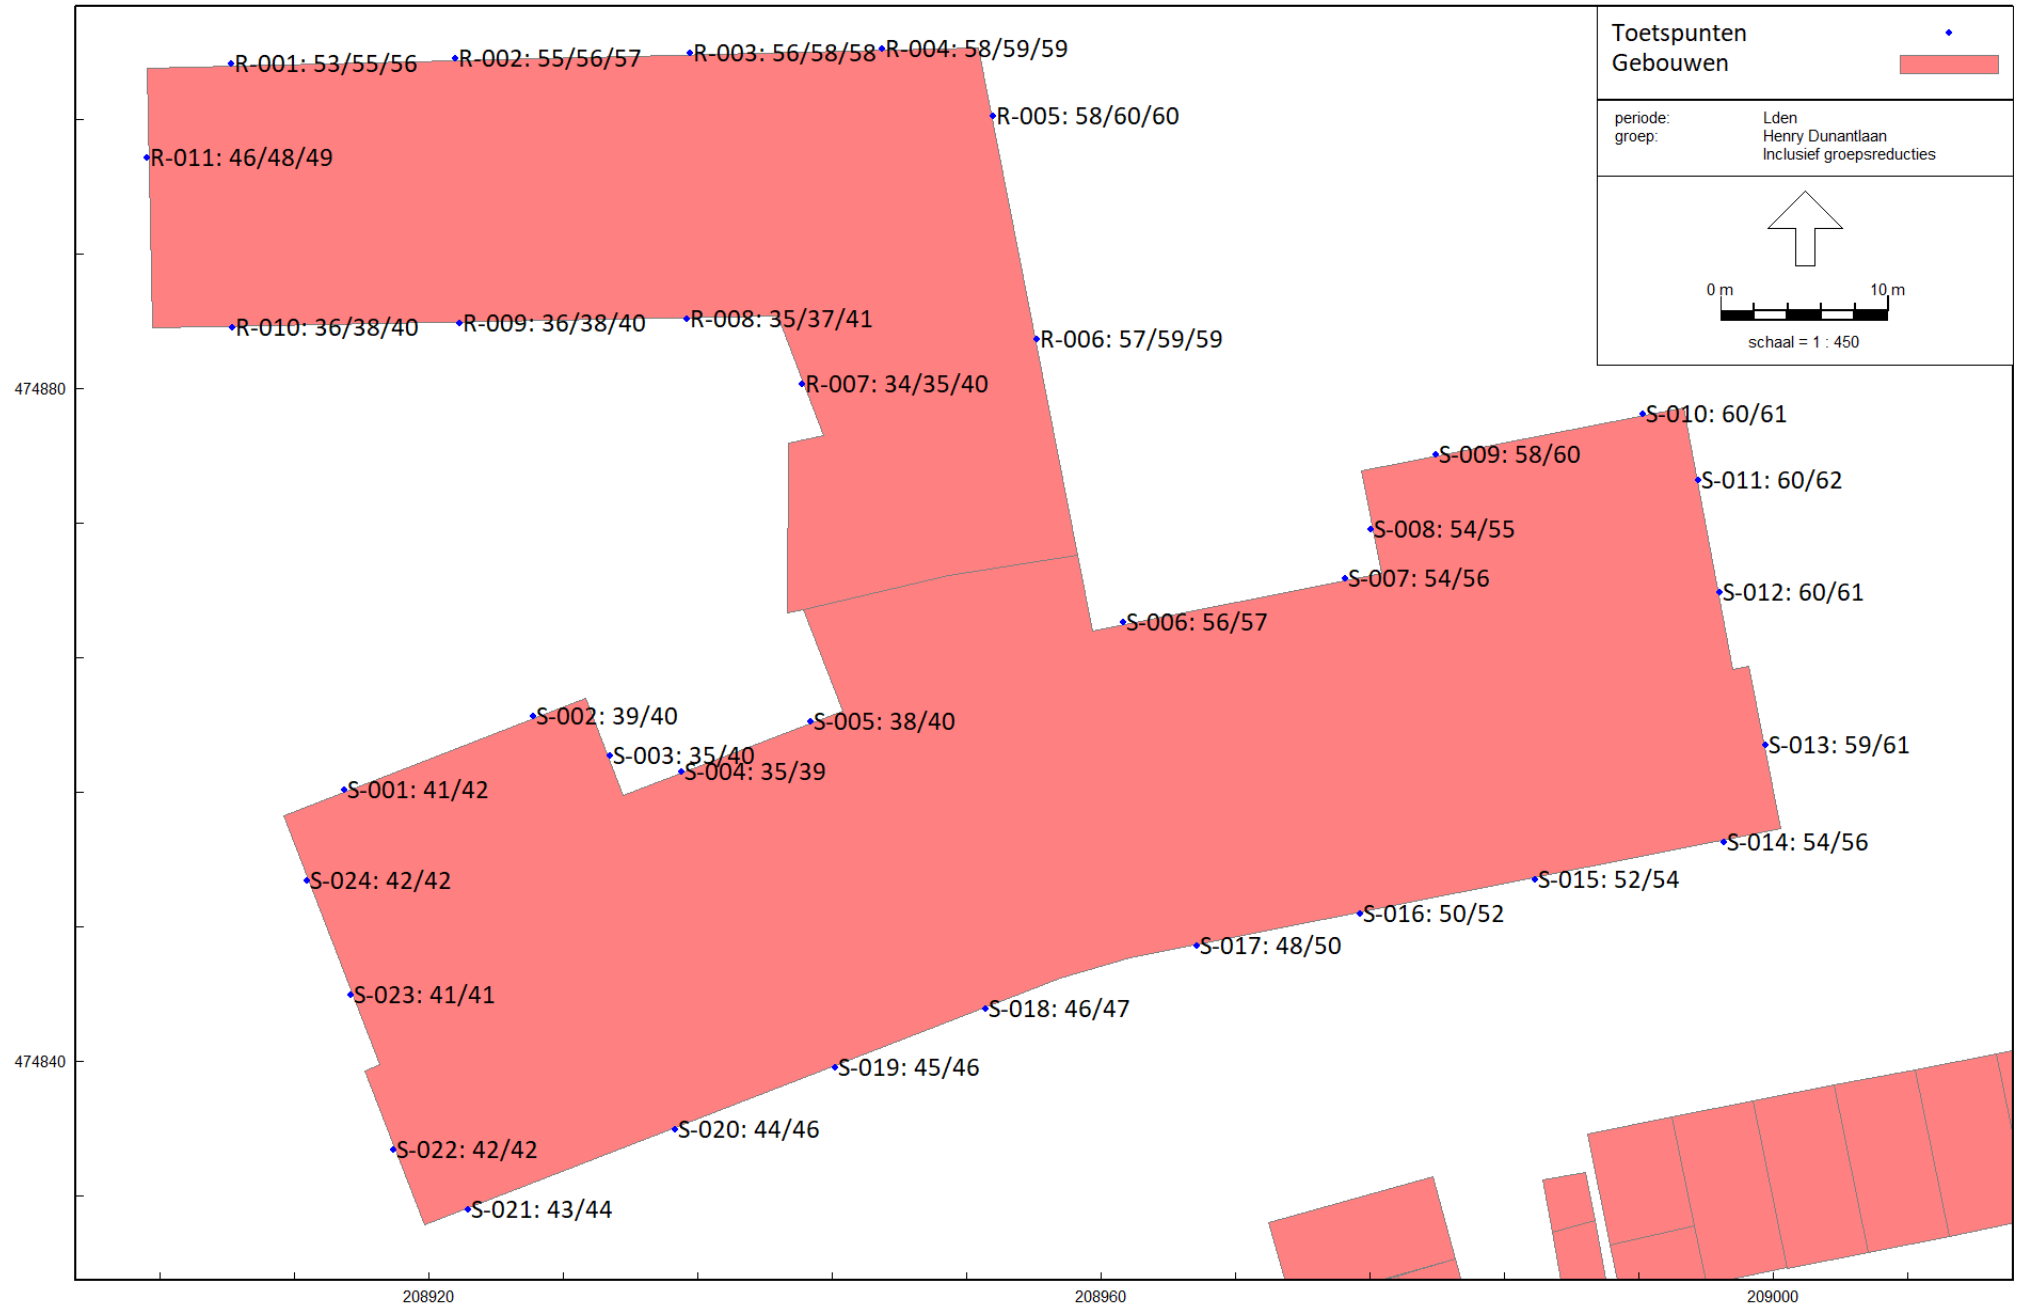 Toetspunten
Gebouwen
periode: Lden
groep: Henry Dunantlaan
Inclusief groepsreducties
0 m 10 m
schaal = 1 : 450
R-001: 53/55/56
R-002: 55/56/57
R-003: 56/58/58
R-004: 58/59/59
R-005: 58/60/60
R-011: 46/48/49
R-010: 36/38/40
R-009: 36/38/40
R-008: 35/37/41
R-006: 57/59/59
R-007: 34/35/40
474880
S-010: 60/61
S-009: 58/60
S-011: 60/62
S-008: 54/55
S-007: 54/56
S-012: 60/61
S-006: 56/57
S-002: 39/40
S-005: 38/40
S-003: 35/40
S-004: 35/39
S-013: 59/61
S-001: 41/42
S-014: 54/56
S-024: 42/42
S-015: 52/54
S-016: 50/52
S-017: 48/50
S-023: 41/41
S-018: 46/47
474840
S-019: 45/46
S-020: 44/46
S-022: 42/42
S-021: 43/44
208920 208960 209000